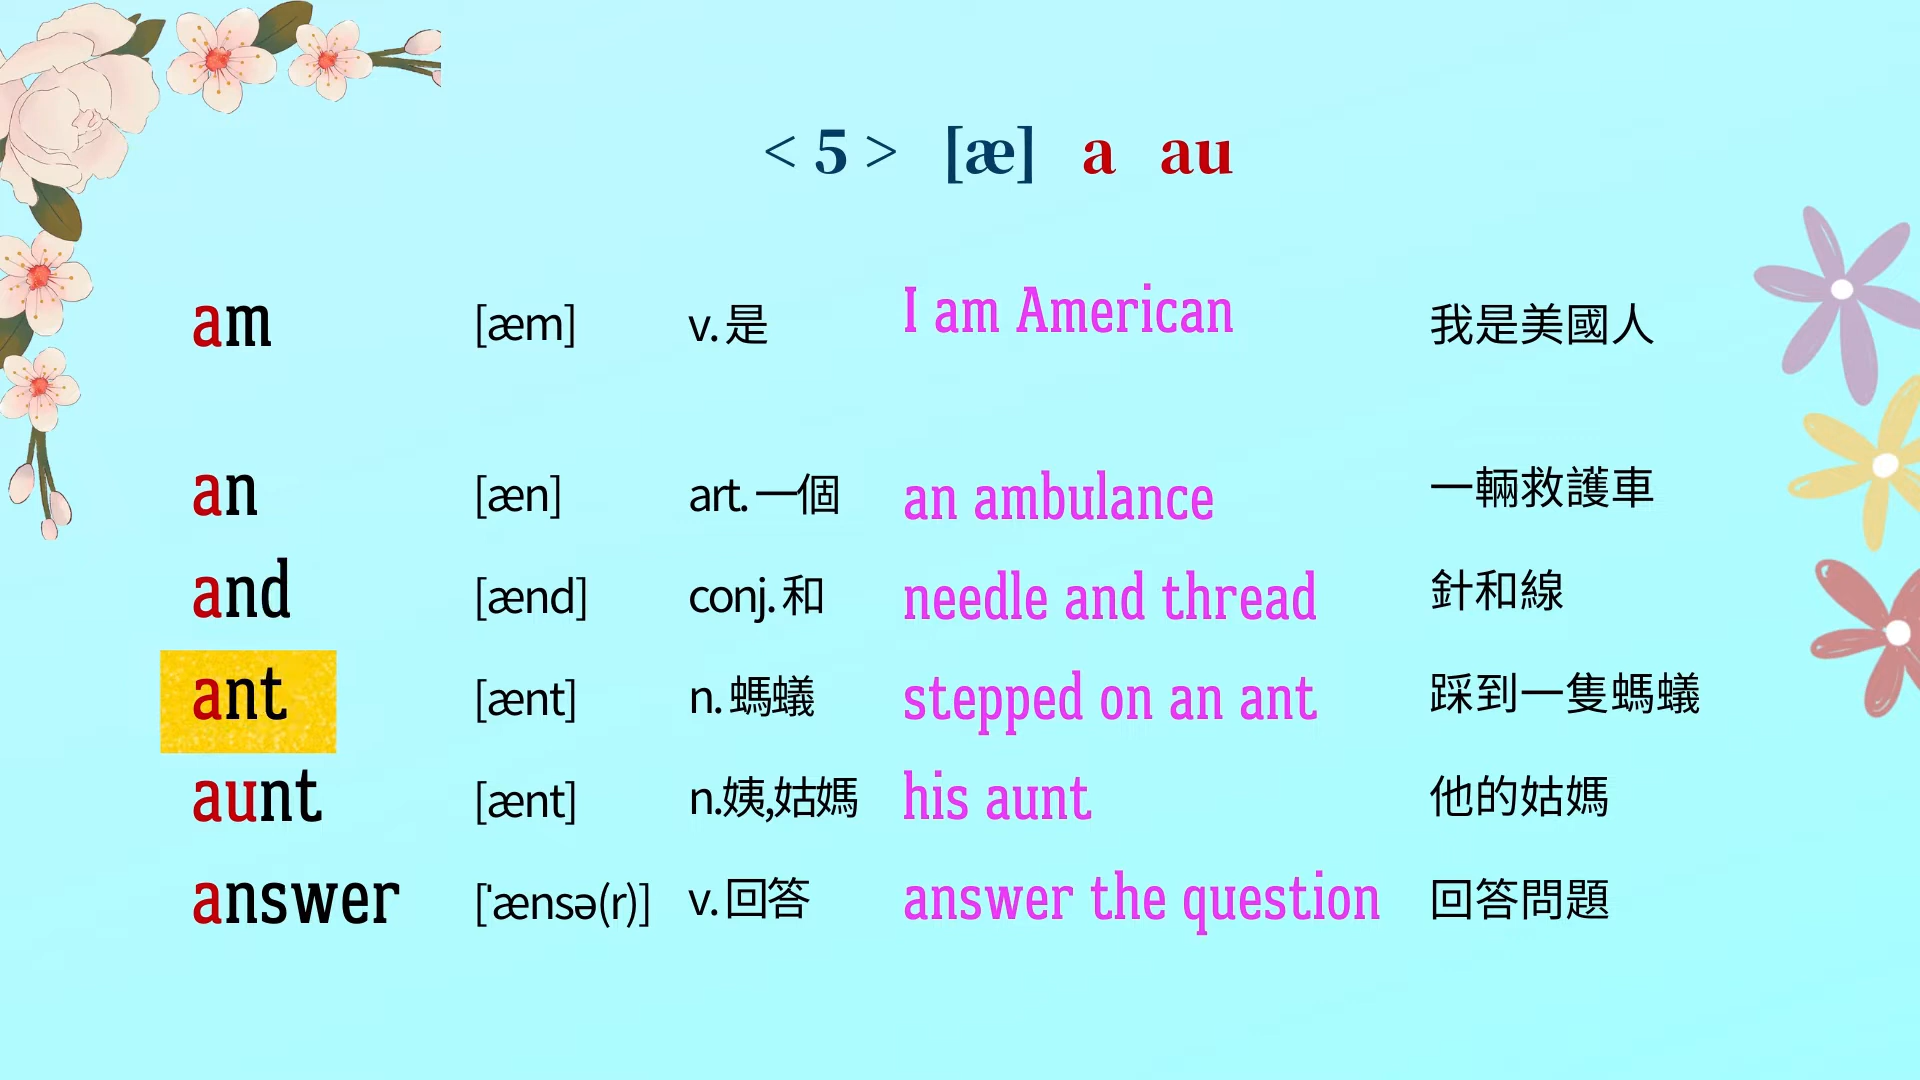 < 5 > [æ] a au
am [æm] v. 是 I am American 我是美國人
an [æn] art. 一個 an ambulance 一輛救護車
and [ænd] conj. 和 needle and thread 針和線
ant [ænt] n. 螞蟻 stepped on an ant 踩到一隻螞蟻
aunt [ænt] n.姨,姑媽 his aunt 他的姑媽
answer ['ænsə(r)] v. 回答 answer the question 回答問題